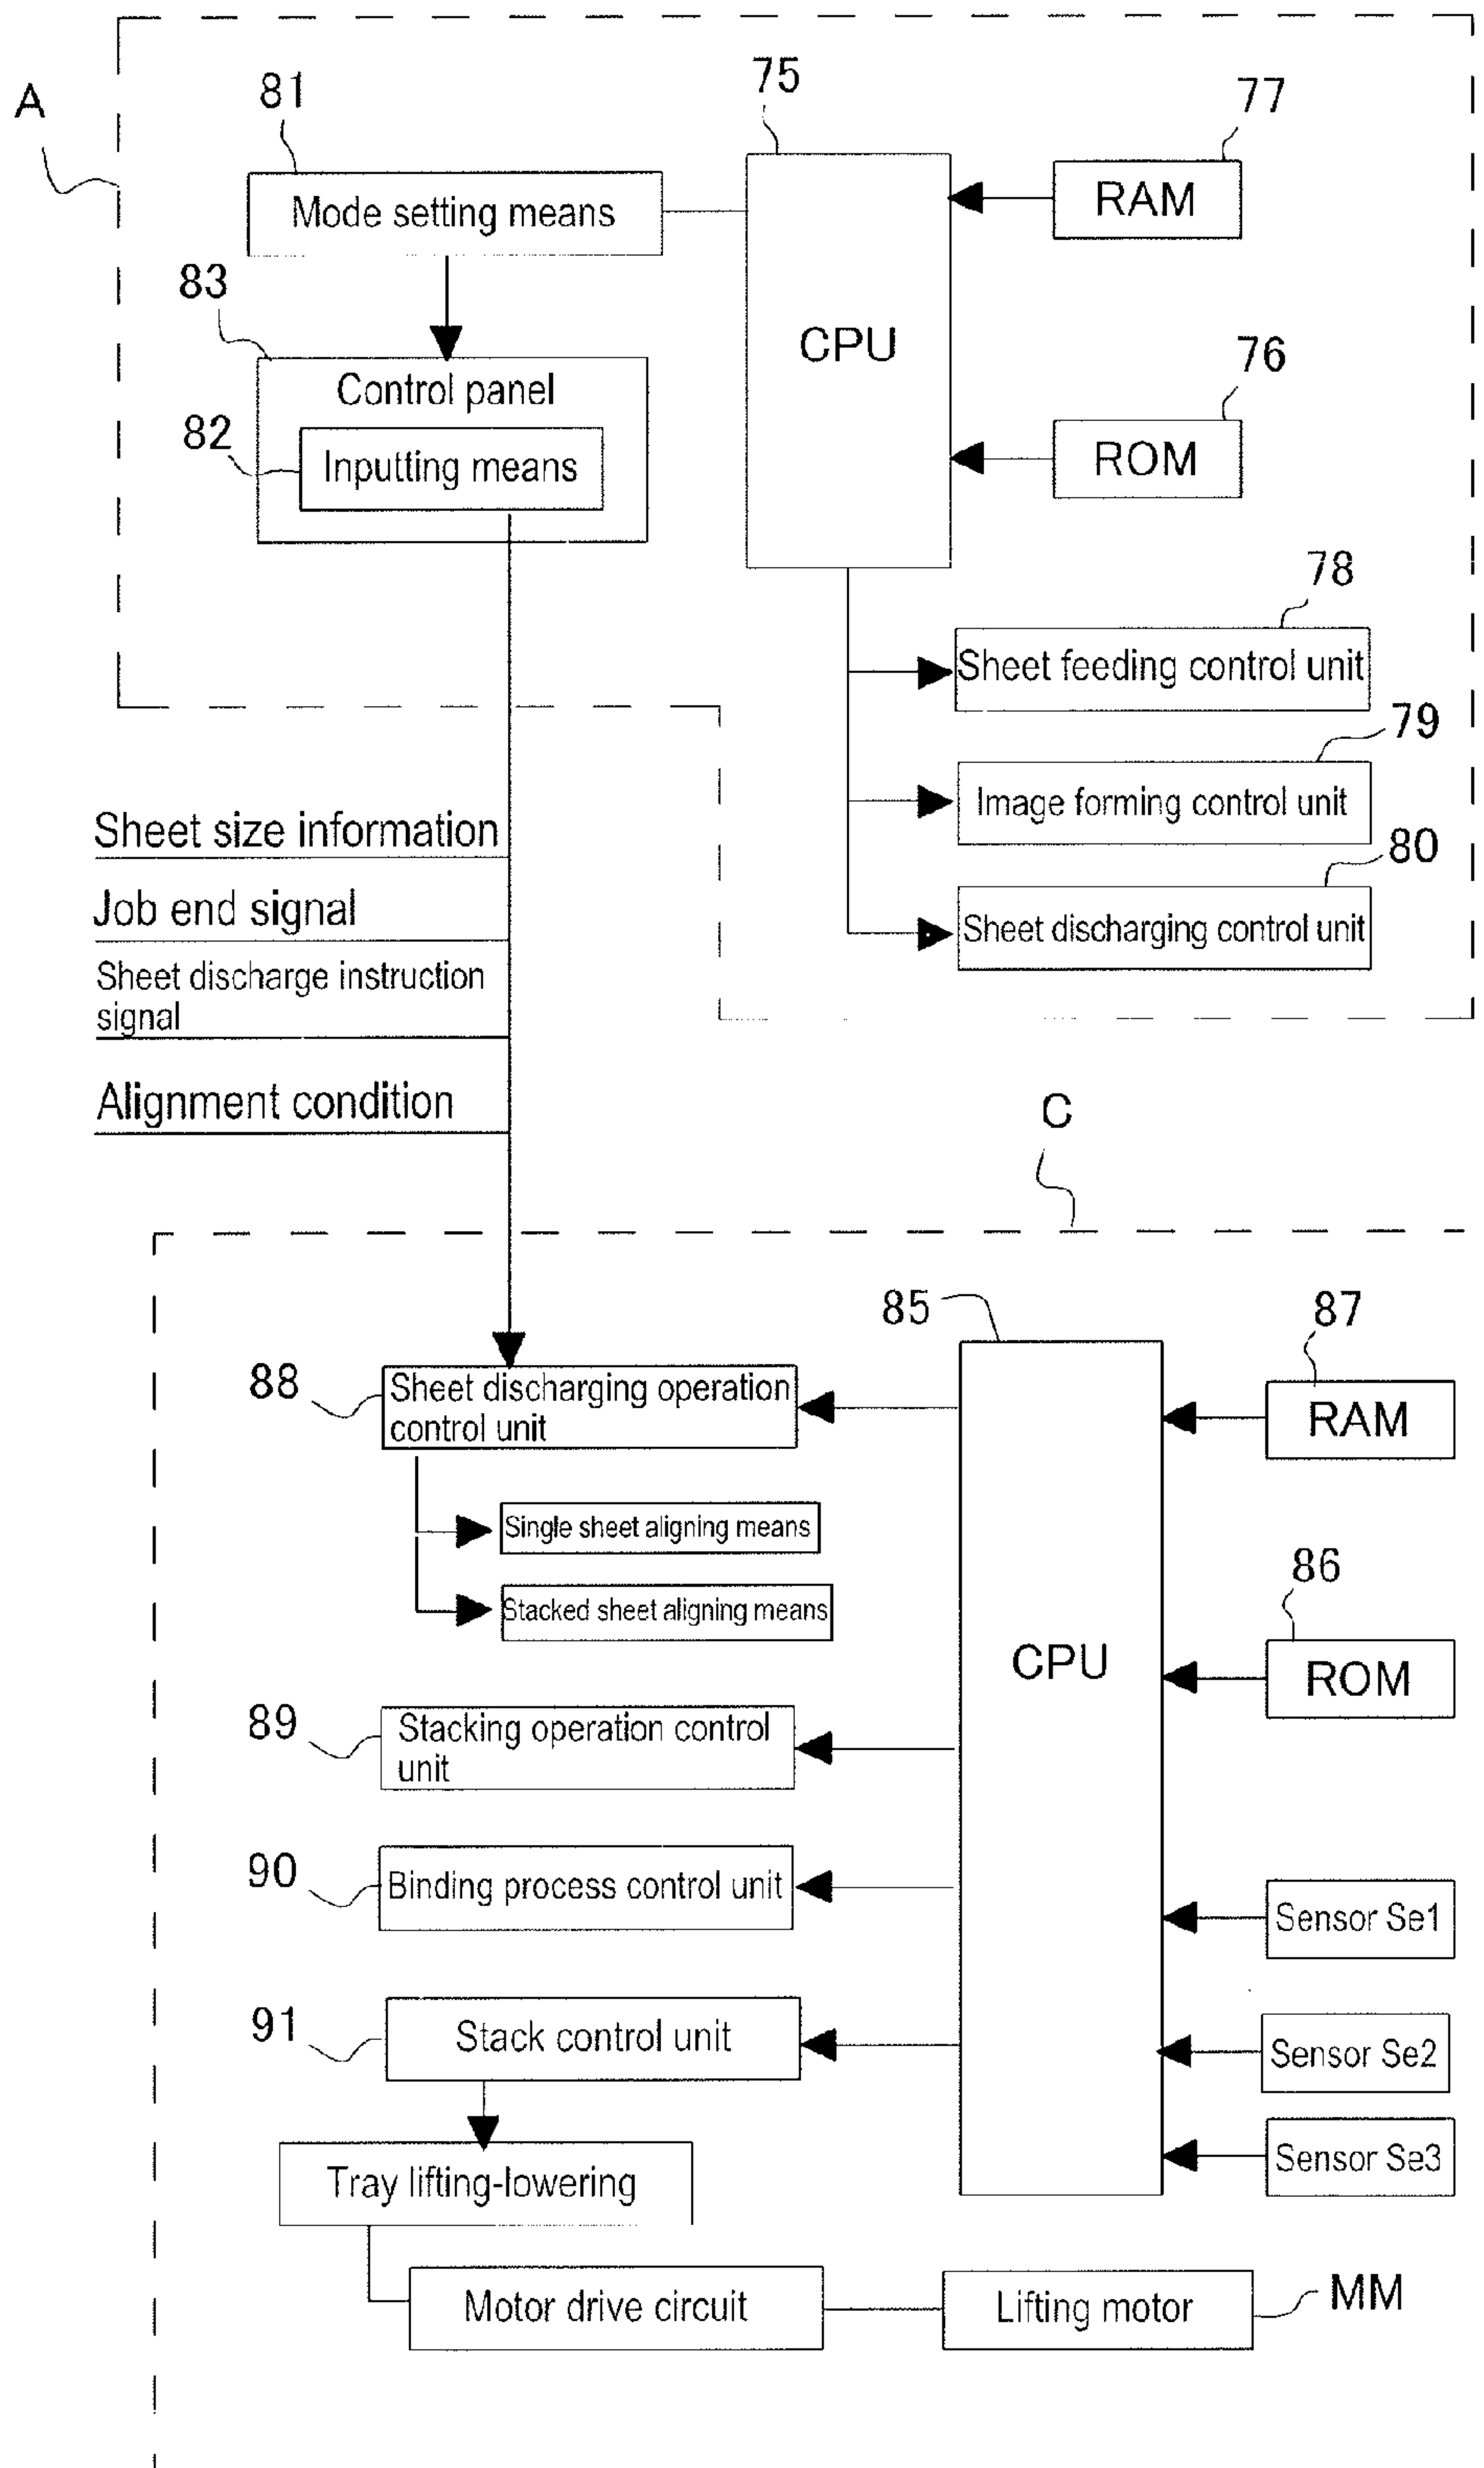 A
81
75
77
Mode setting means
RAM
83
CPU
Control panel
76
82
Inputting means
ROM
78
Sheet feeding control unit
79
Image forming control unit
Sheet size information
80
Job end signal
Sheet discharging control unit
Sheet discharge instruction
signal
Alignment condition
C
85
87
88
Sheet discharging operation
control unit
RAM
Single sheet aligning means
86
Stacked sheet aligning means
CPU
ROM
89
Stacking operation control
unit
90
Binding process control unit
Sensor Se1
91
Stack control unit
Sensor Se2
Sensor Se3
Tray lifting-lowering
Motor drive circuit
Lifting motor
MM